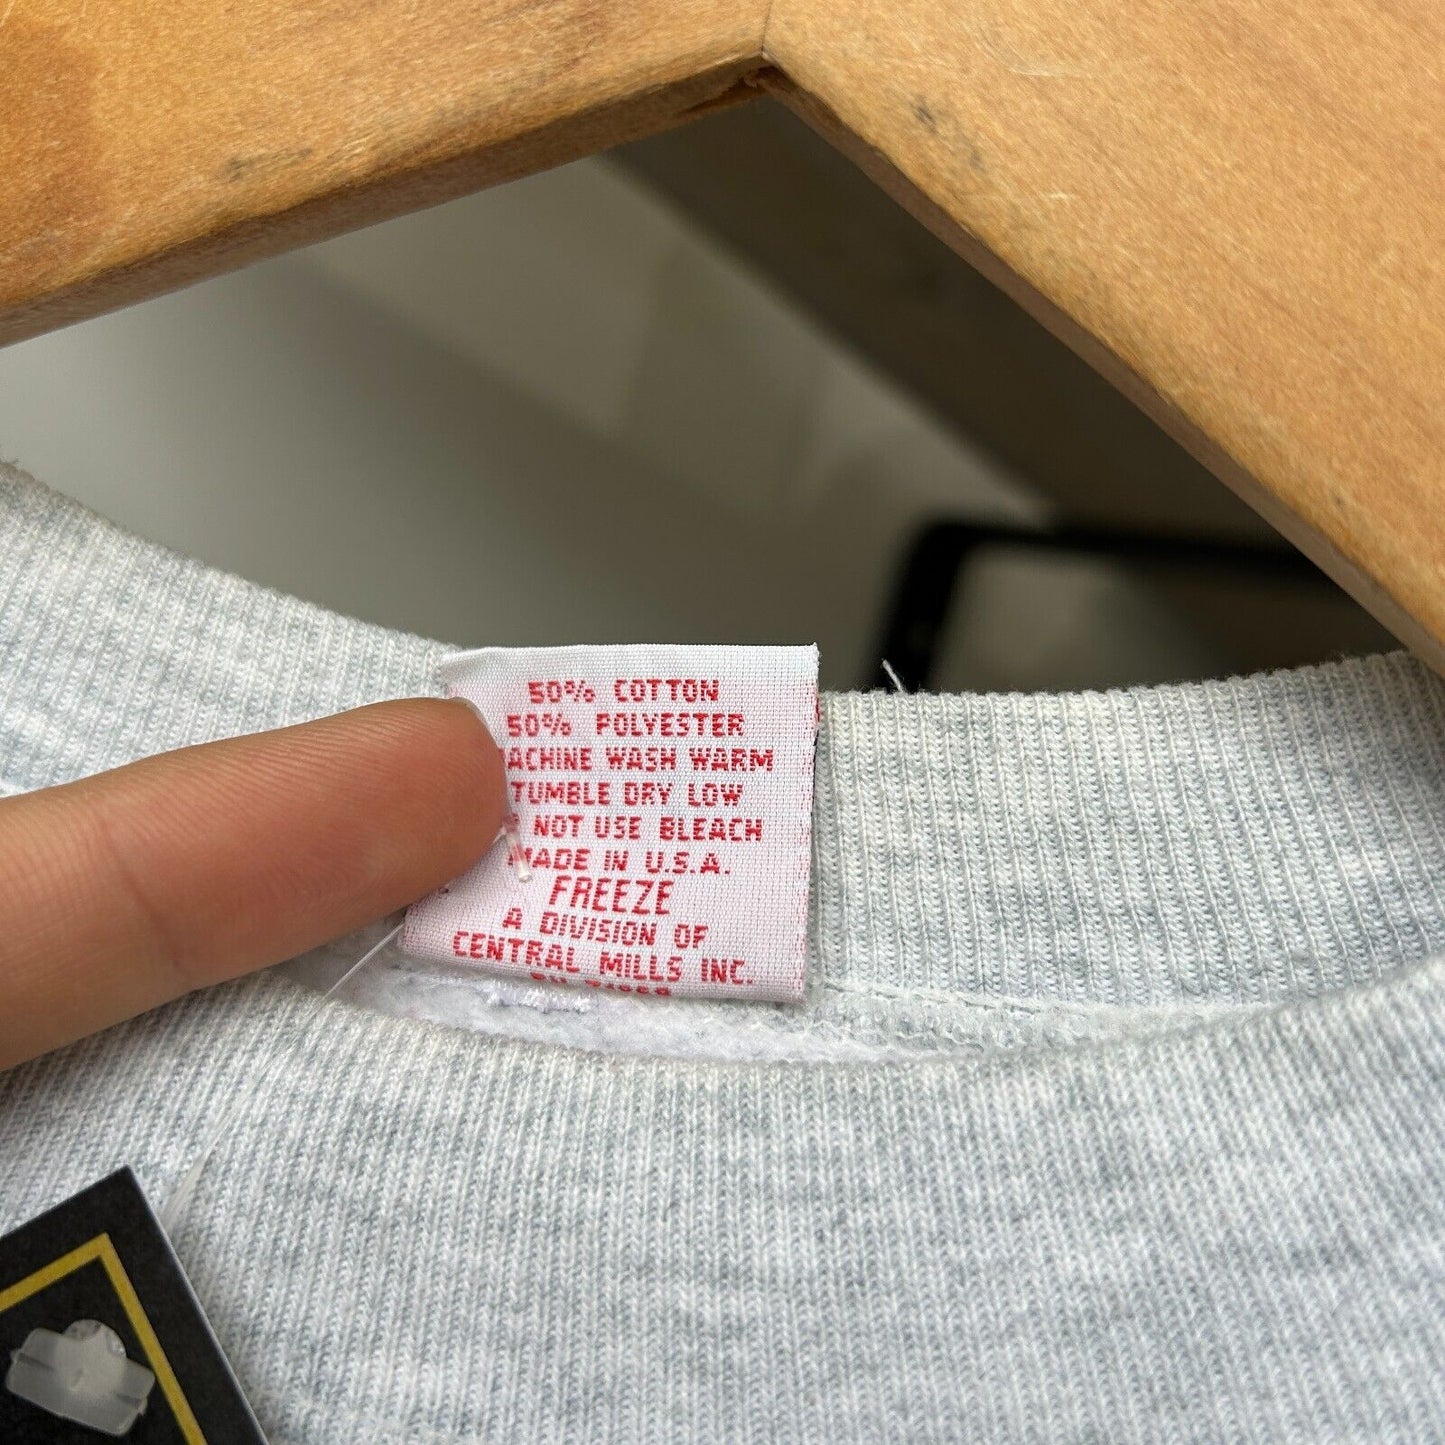 50% COTTON
50% POLYESTER
ACHINE WASH WARM
TUMBLE DRY LOW
NOT USE BLEACH
MADE IN U.S.A.
FREEZE
A DIVISION OF
CENTRAL MILLS INC.